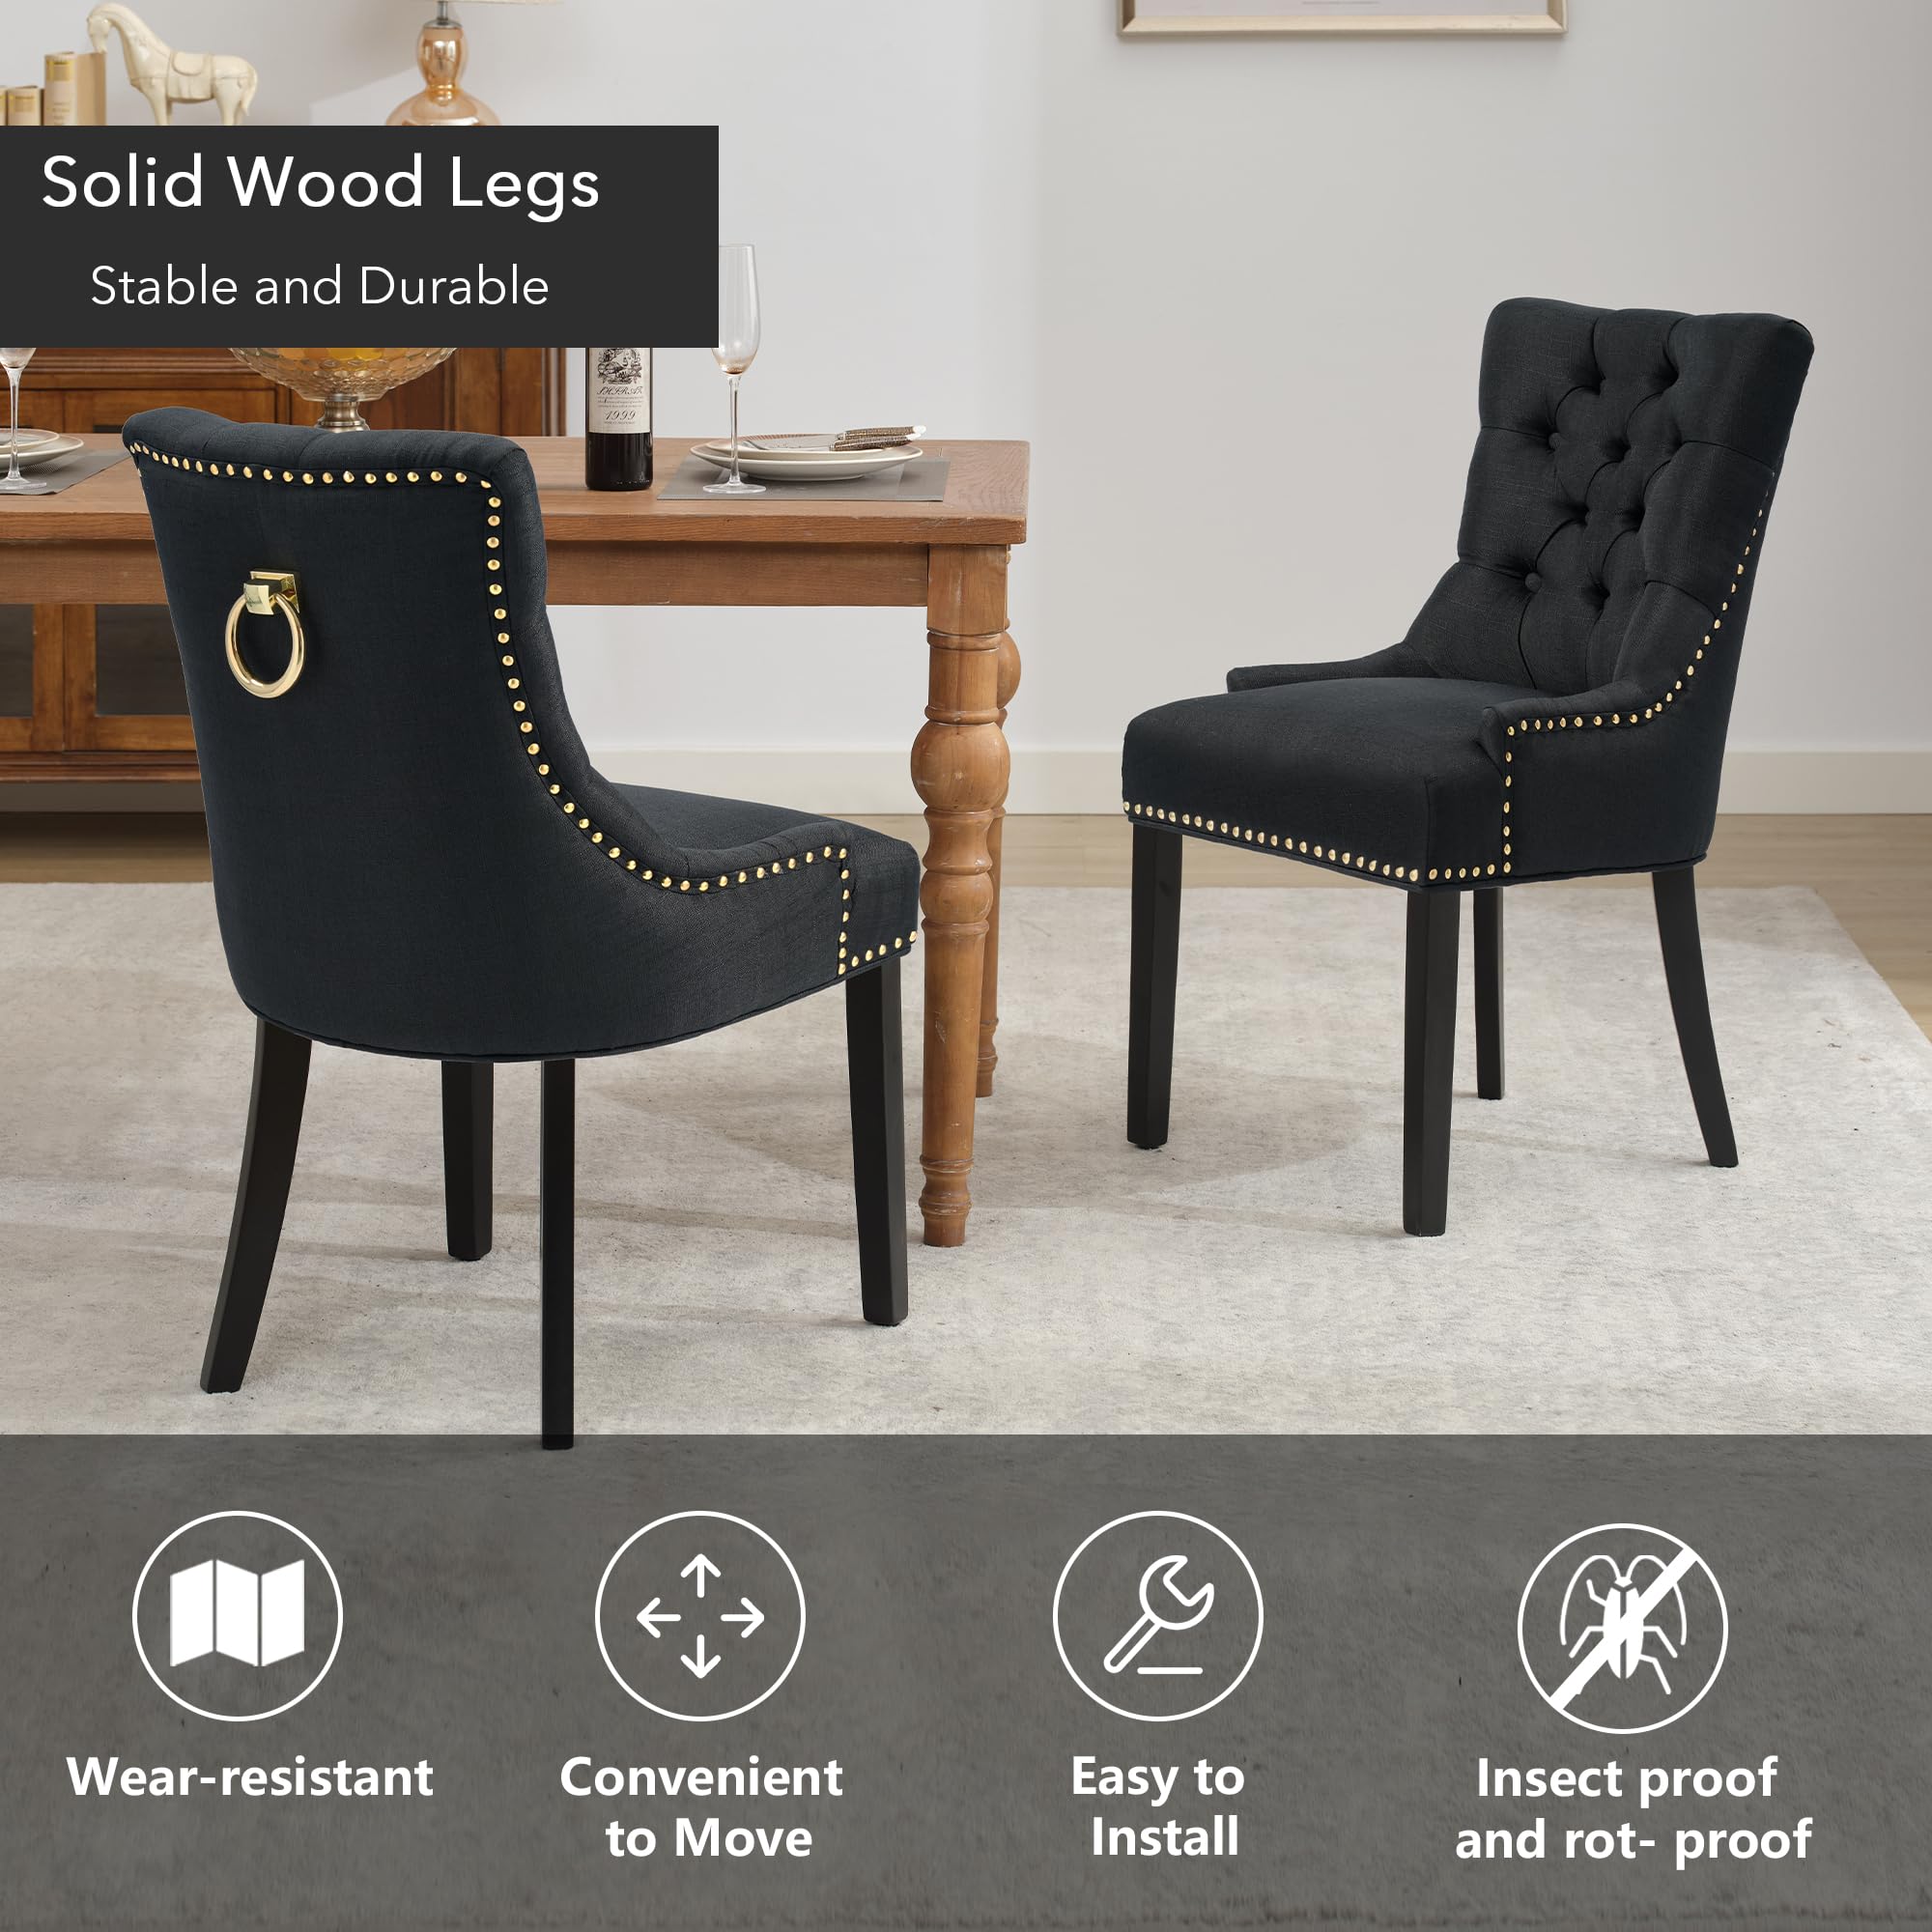 Solid Wood Legs
Stable and Durable
1999
Wear-resistant
Convenient
to Move
Easy to
Install
Insect proof
and rot- proof